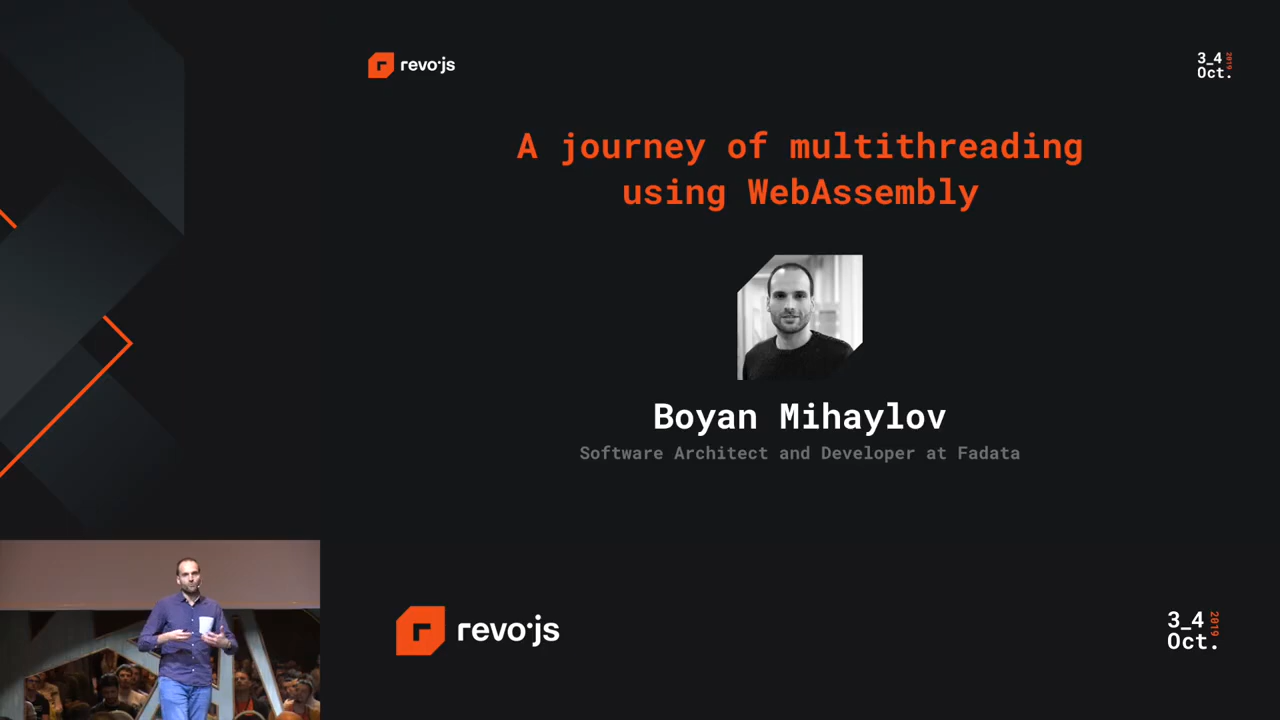 revo.js
3_4
2019
Oct.
A journey of multithreading
using WebAssembly
Boyan Mihaylov
Software Architect and Developer at Fadata
revo.js
3_4
2019
Oct.